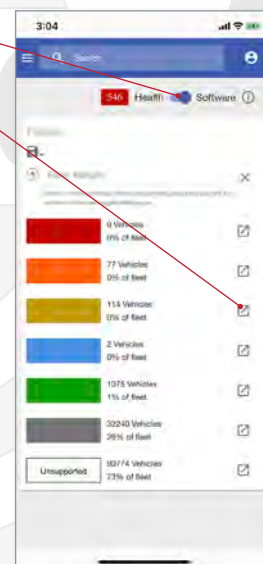 3:04
Search
546 Health Software
0 Vehicles
0% of fleet
77 Vehicles
0% of fleet
114 Vehicles
0% of fleet
2 Vehicles
0% of fleet
1075 Vehicles
1% of fleet
32240 Vehicles
26% of fleet
Unsupported
90774 Vehicles
73% of fleet